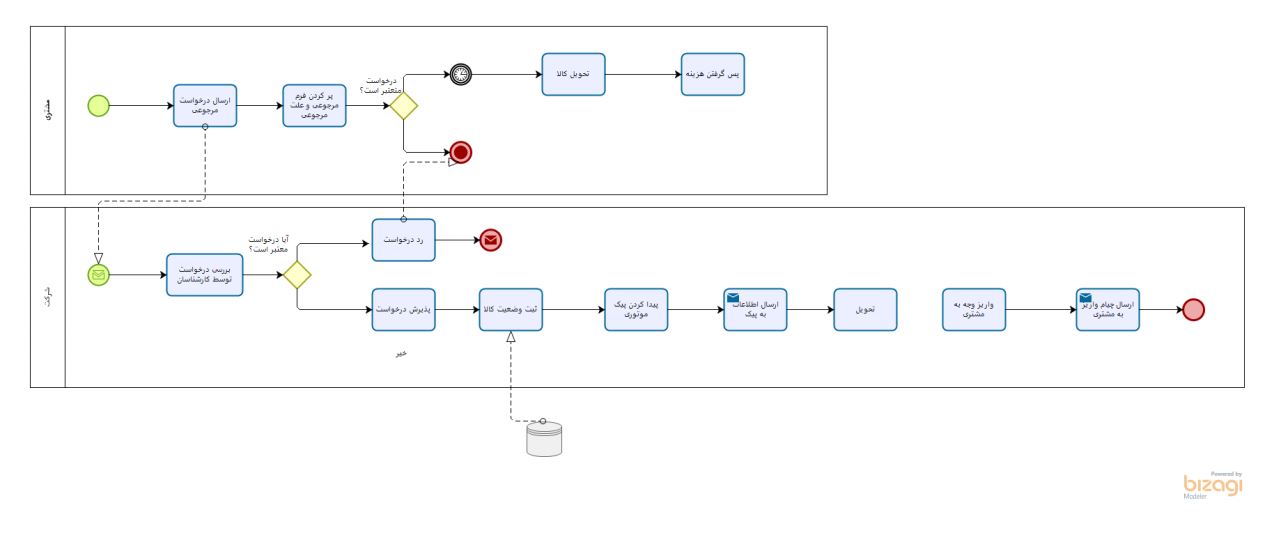 مشتری
ارسال درخواست
مرجوعی
پر کردن فرم
مرجوعی و علت
مرجوعی
درخواست
متعتبر است؟
تحویل کالا
پس گرفتن هزینه
شرکت
بررسی درخواست
توسط کارشناسان
آیا درخواست
معتبر است؟
رد درخواست
پذیرش درخواست
ثبت وضعیت کالا
پیدا کردن پیک
موتوری
ارسال اطلاعات
به پیک
تحویل
واریز وجه به
مشتری
ارسال چیام واریز
به مشتری
خیر
Powered by
bizagi
Modeler